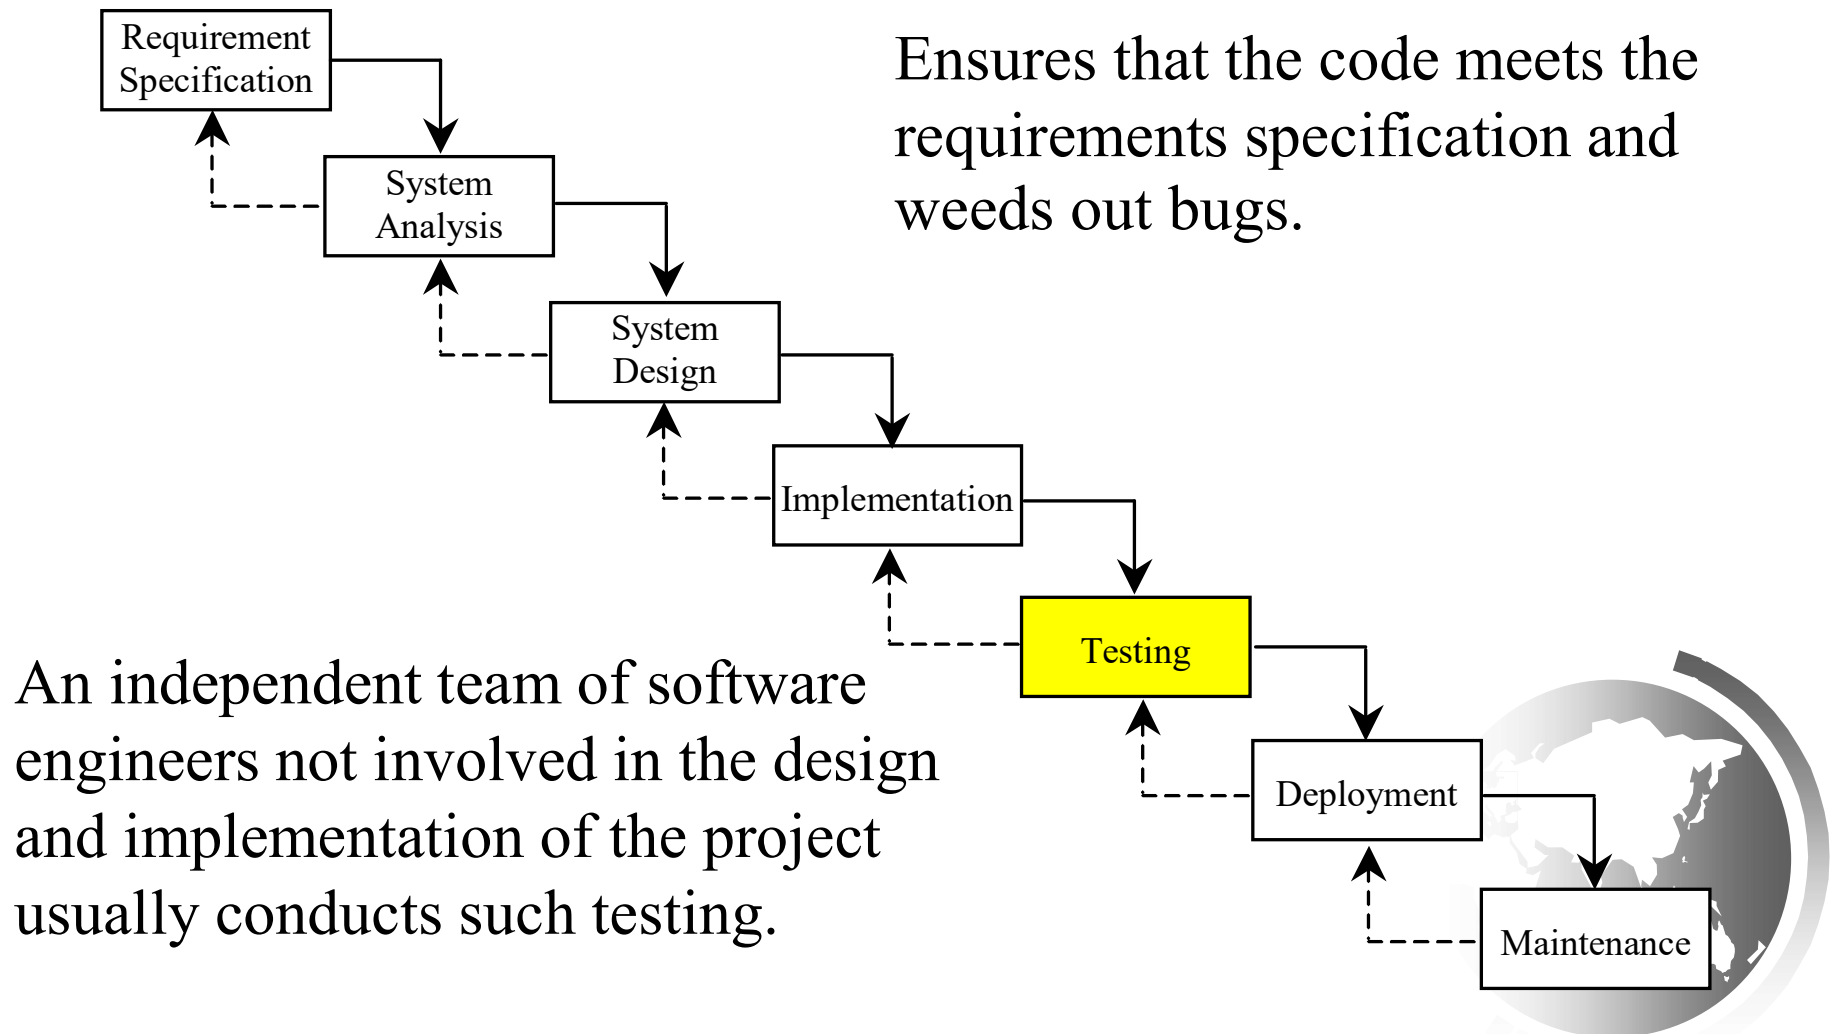 Requirement
Specification
Ensures that the code meets the
requirements specification and
weeds out bugs.
System
Analysis
System
Design
Implementation
Testing
An independent team of software
engineers not involved in the design
and implementation of the project
usually conducts such testing.
Deployment
Maintenance